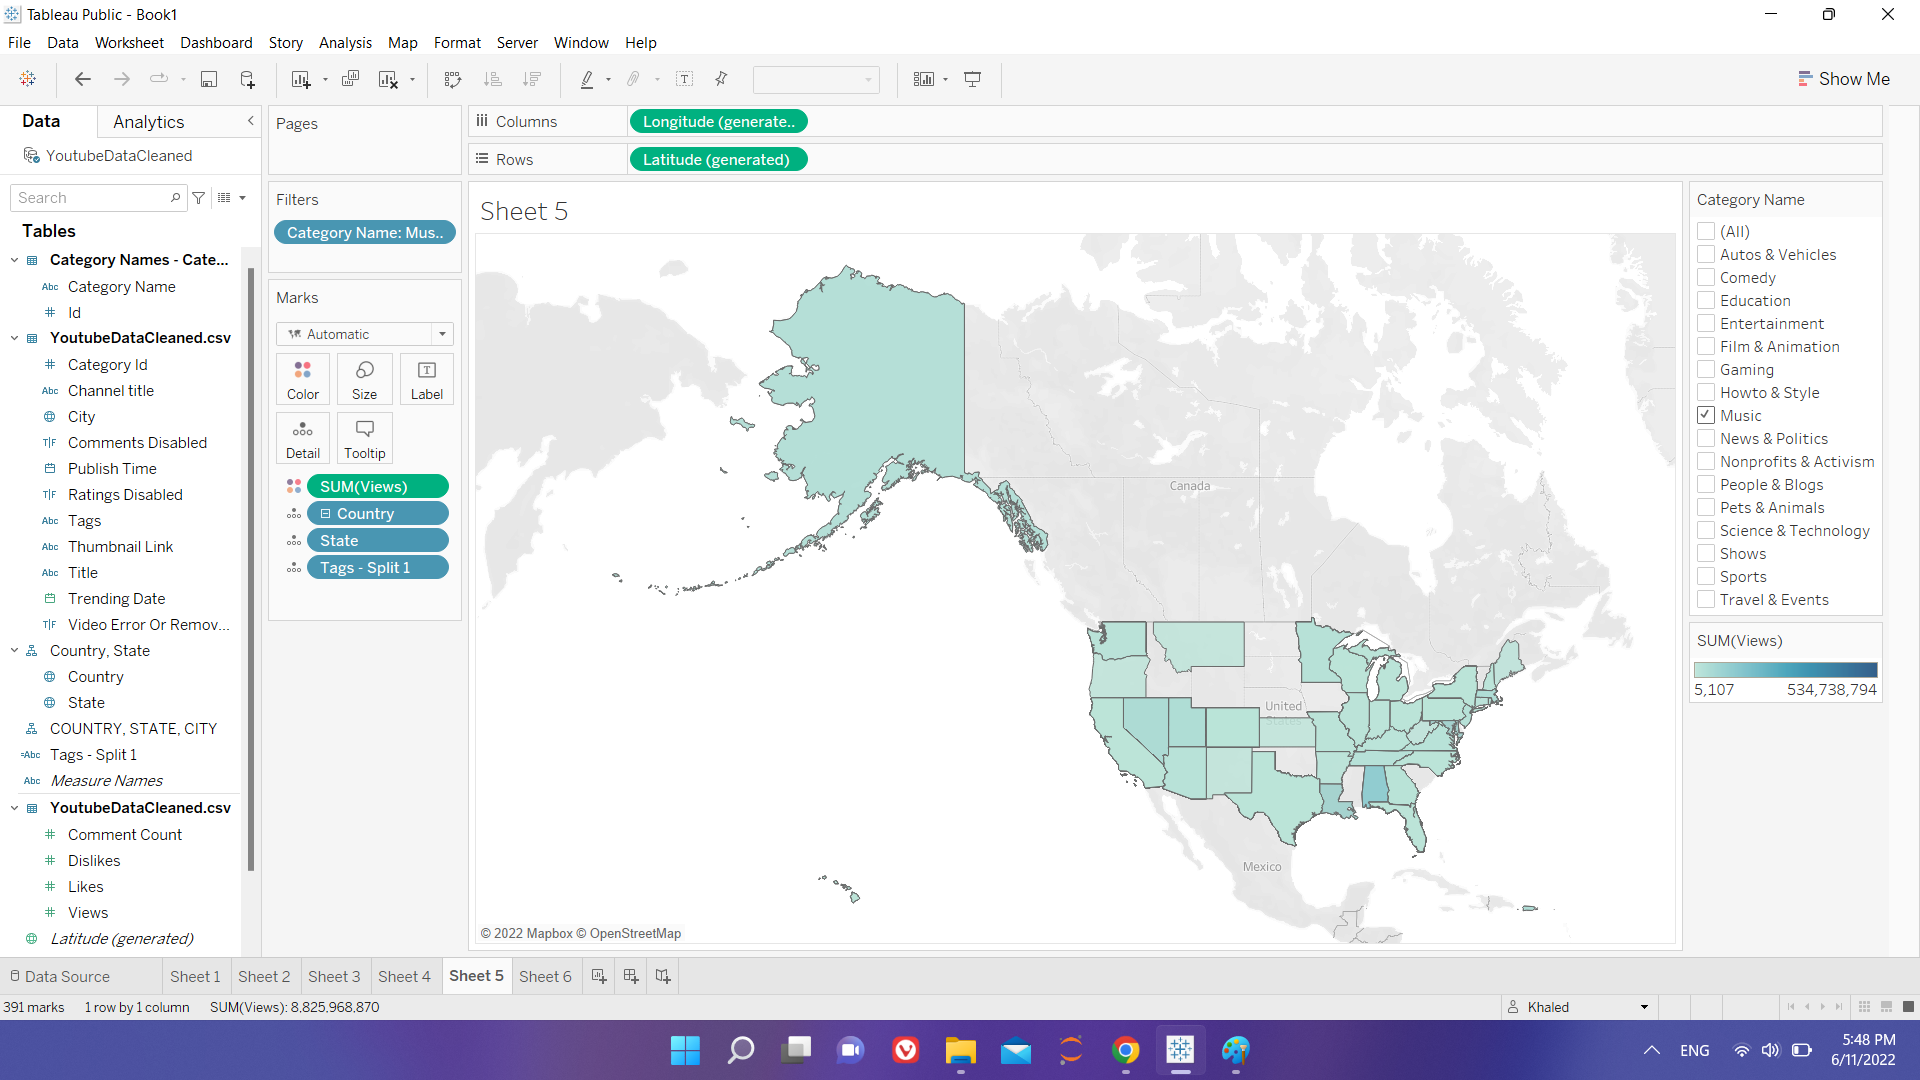 Tableau Public - Book1
File Data Worksheet Dashboard Story Analysis Map Format Server Window Help
Show Me
Data Analytics
YoutubeDataCleaned
Search
Tables
Category Names - Cate...
Abc Category Name
# Id
YoutubeDataCleaned.csv
# Category Id
Abc Channel title
City
T|F Comments Disabled
Publish Time
T|F Ratings Disabled
Abc Tags
Abc Thumbnail Link
Abc Title
Trending Date
T|F Video Error Or Remov...
Country, State
Country
State
COUNTRY, STATE, CITY
=Abc Tags - Split 1
Abc Measure Names
YoutubeDataCleaned.csv
# Comment Count
# Dislikes
# Likes
# Views
Latitude (generated)
Pages
Filters
Category Name: Mus..
Marks
Automatic
Color Size Label
Detail Tooltip
SUM(Views)
Country
State
Tags - Split 1
Columns Longitude (generate..
Rows Latitude (generated)
Sheet 5
Canada
United
States
Mexico
© 2022 Mapbox © OpenStreetMap
Category Name
(All)
Autos & Vehicles
Comedy
Education
Entertainment
Film & Animation
Gaming
Howto & Style
Music
News & Politics
Nonprofits & Activism
People & Blogs
Pets & Animals
Science & Technology
Shows
Sports
Travel & Events
SUM(Views)
5,107 534,738,794
Data Source Sheet 1 Sheet 2 Sheet 3 Sheet 4 Sheet 5 Sheet 6
391 marks 1 row by 1 column SUM(Views): 8,825,968,870
Khaled
ENG
5:48 PM
6/11/2022